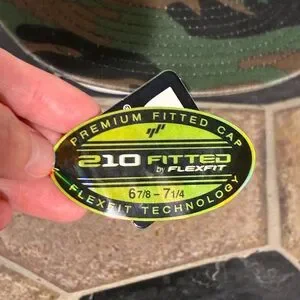 PREMIUM FITTED CAP
210 FITTED
by FLEXFIT
6 7/8 – 7 1/4
FLEXFIT TECHNOLOGY